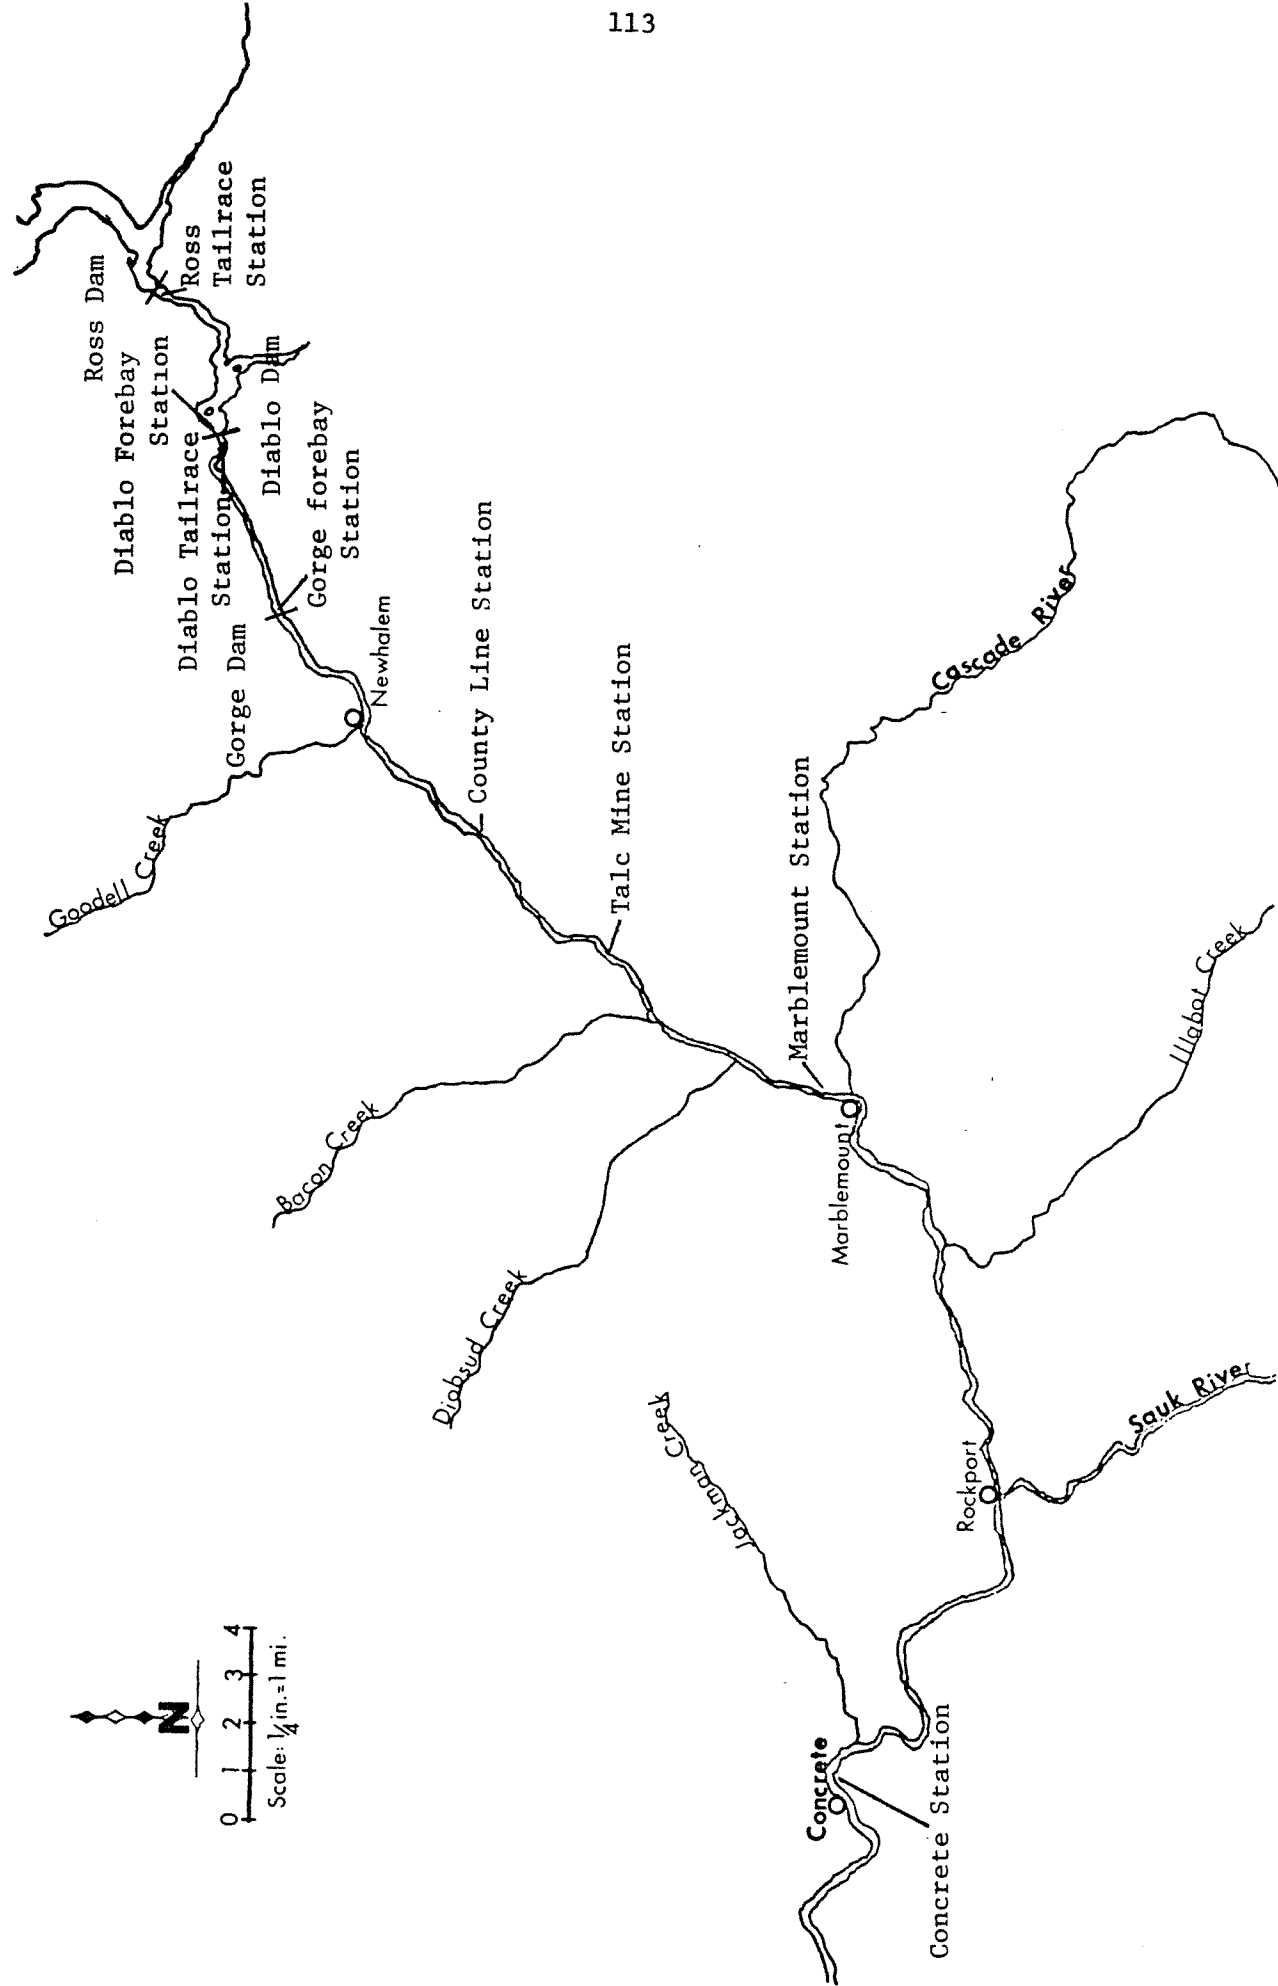 113
Ross Dam
Ross
Tailrace
Station
Diablo Forebay
Station
Diablo Dam
Diablo Tailrace
Station
Gorge forebay
Station
Gorge Dam
Newhalem
Goodell Creek
County Line Station
Talc Mine Station
Bacon Creek
Diobsud Creek
Marblemount Station
Marblemount
Cascade River
Illabot Creek
Jackman Creek
Rockport
Sauk River
Concrete
Concrete Station
N
0 1 2 3 4
Scale: 1/4 in. = 1 mi.